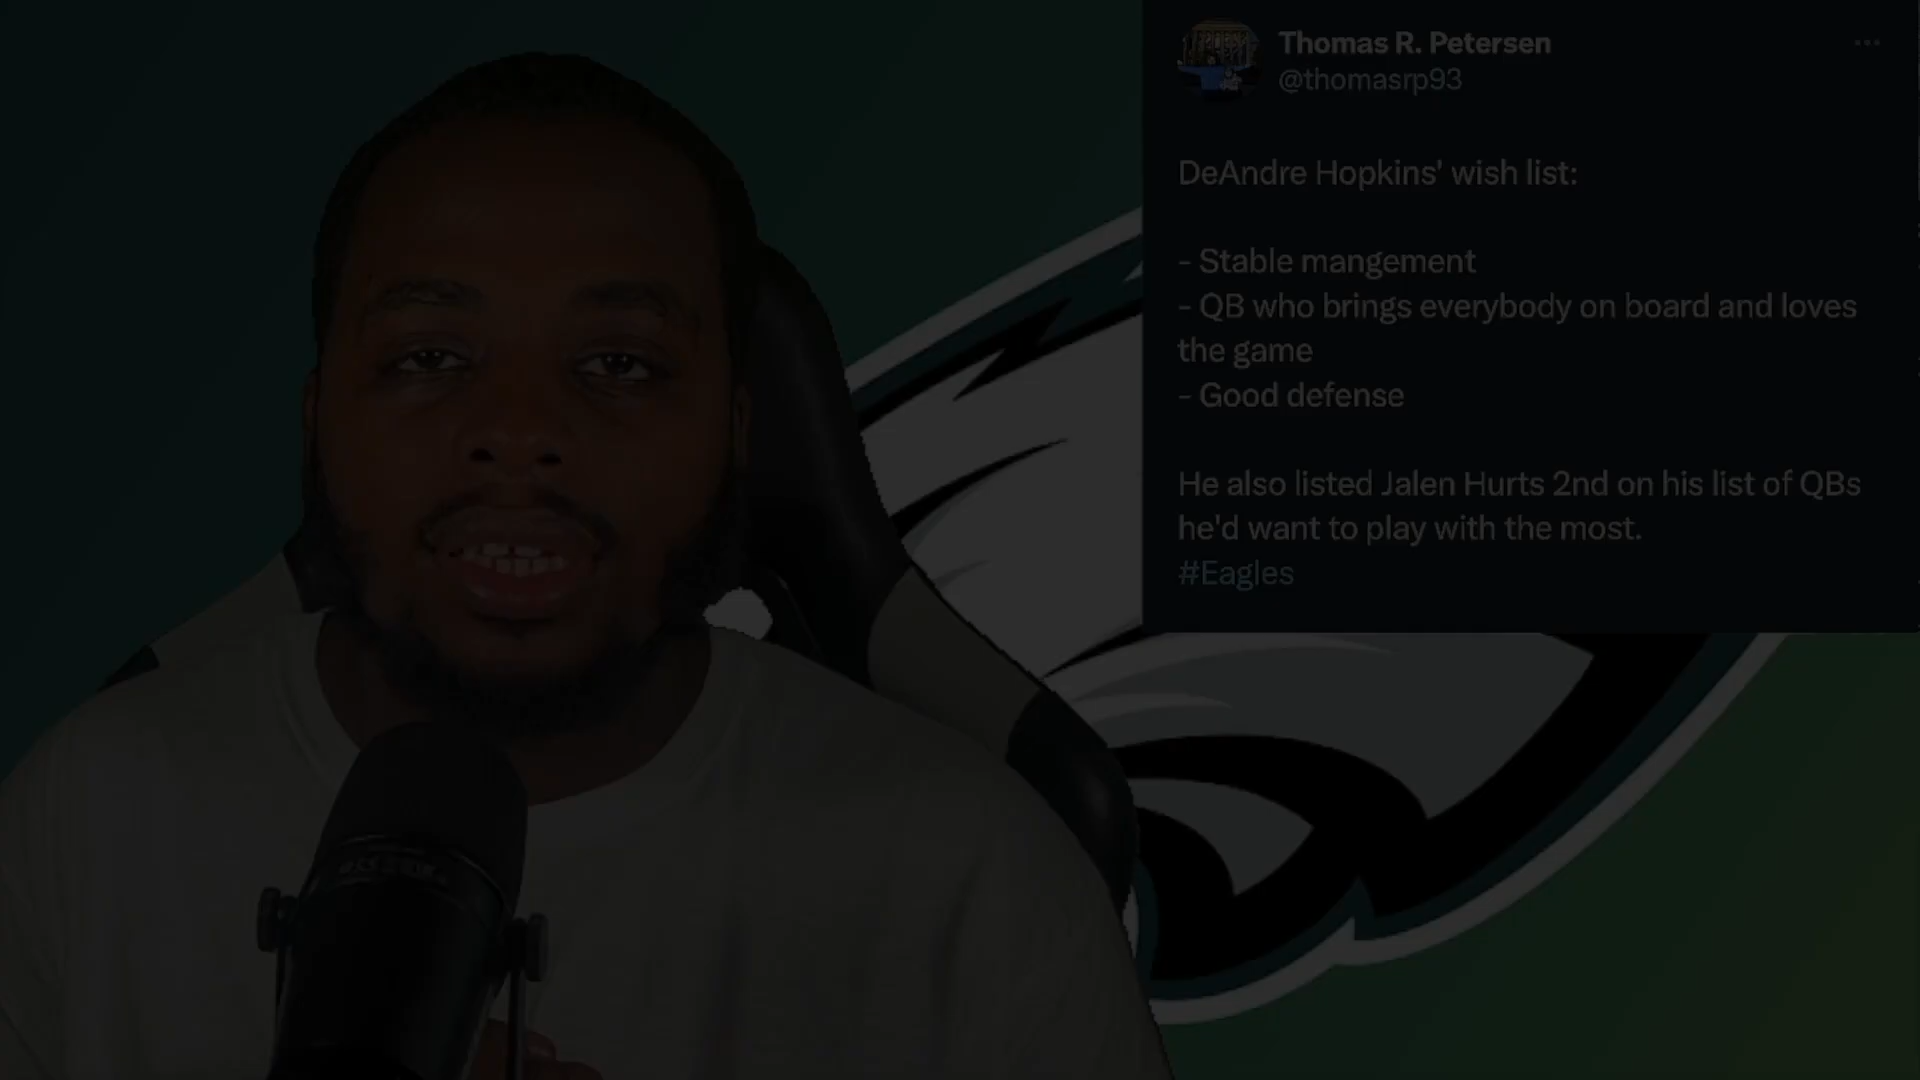 Thomas R. Petersen
@thomasrp93
DeAndre Hopkins' wish list:
- Stable mangement
- QB who brings everybody on board and loves
the game
- Good defense
He also listed Jalen Hurts 2nd on his list of QBs
he'd want to play with the most.
#Eagles